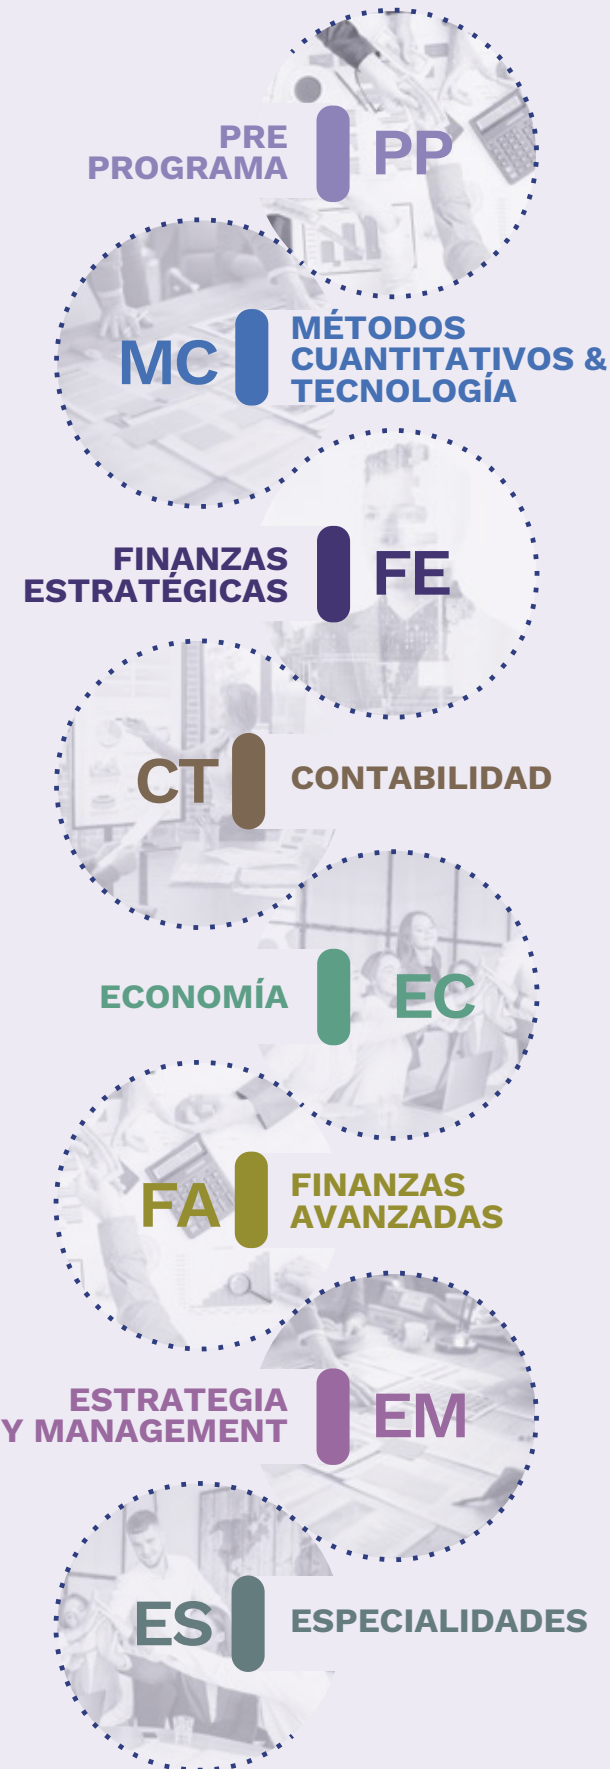 PRE
PROGRAMA
PP
MC
MÉTODOS
CUANTITATIVOS &
TECNOLOGÍA
FINANZAS
ESTRATÉGICAS
FE
CT
CONTABILIDAD
ECONOMÍA
EC
FA
FINANZAS
AVANZADAS
ESTRATEGIA
Y MANAGEMENT
EM
ES
ESPECIALIDADES